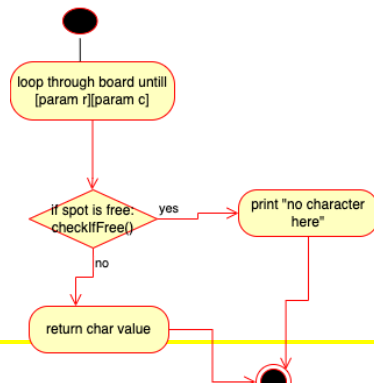 loop through board untill
[param r][param c]
if spot is free:
checkIfFree()
yes
print "no character
here"
no
return char value